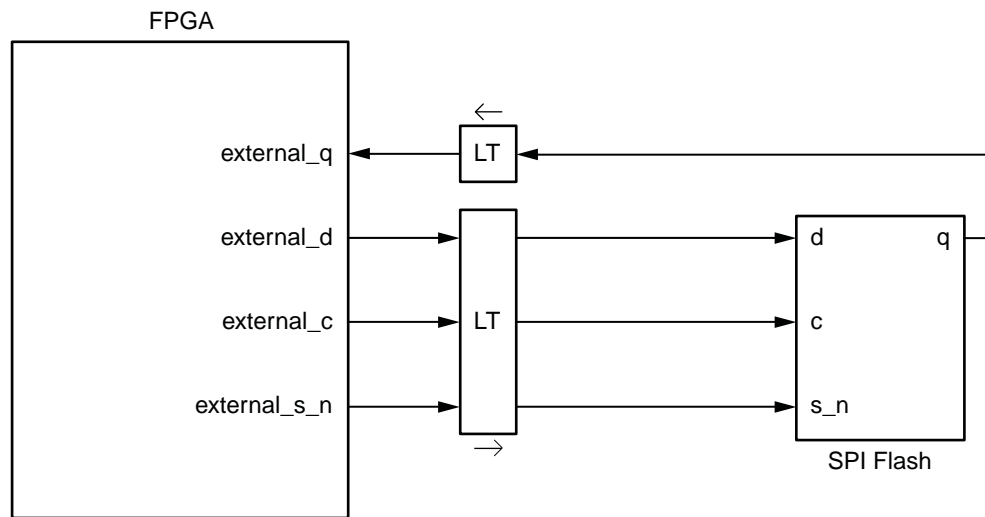 FPGA
external_q
LT
external_d
d
q
external_c
LT
c
external_s_n
s_n
SPI Flash